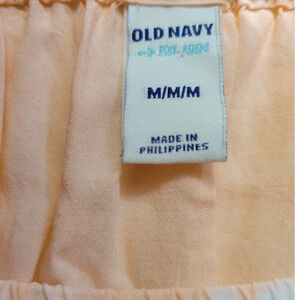 OLD NAVY
EST. 1994
M/M/M
MADE IN
PHILIPPINES